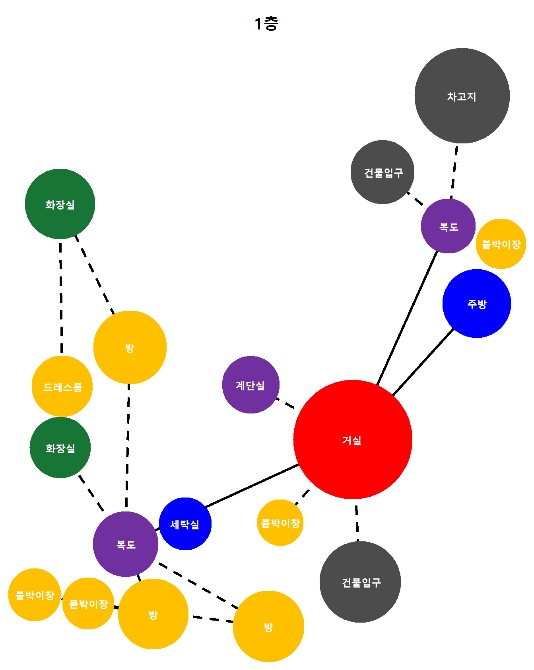 1층
차고지
건물입구
화장실
복도
붙박이장
주방
방
계단실
드레스룸
거실
화장실
세탁실
붙박이장
복도
건물입구
붙박이장
붙박이장
방
방